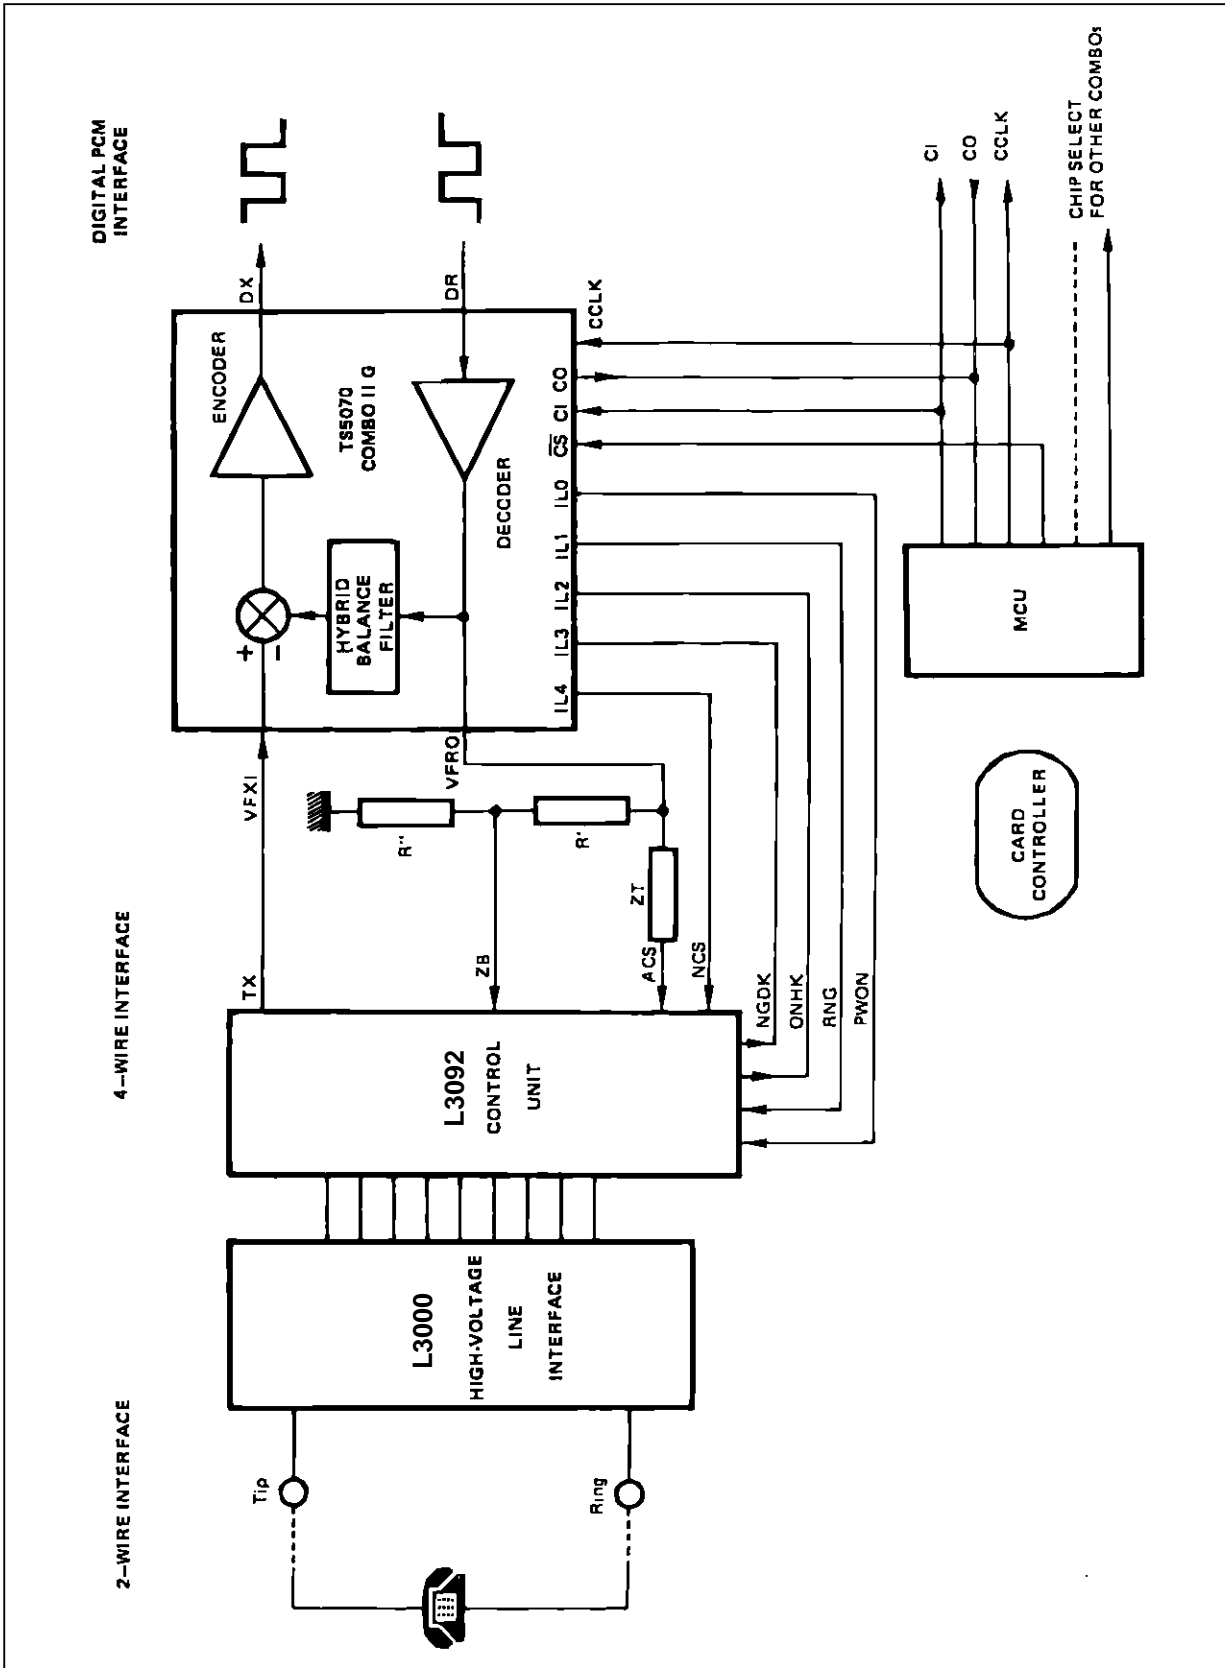 2–WIRE INTERFACE
4–WIRE INTERFACE
DIGITAL PCM
INTERFACE
Tip
Ring
L3000
HIGH-VOLTAGE
LINE
INTERFACE
L3092
CONTROL
UNIT
TX
ZB
ACS
NCS
NGDK
ONHK
RNG
PWON
R''
R'
ZT
VFXI
VFRO
+
−
HYBRID
BALANCE
FILTER
ENCODER
TS5070
COMBO II G
DECCDER
DX
DR
IL4
IL3
IL2
IL1
IL0
CS
CI
CO
CCLK
CARD
CONTROLLER
MCU
CI
CO
CCLK
CHIP SELECT
FOR OTHER COMBOs